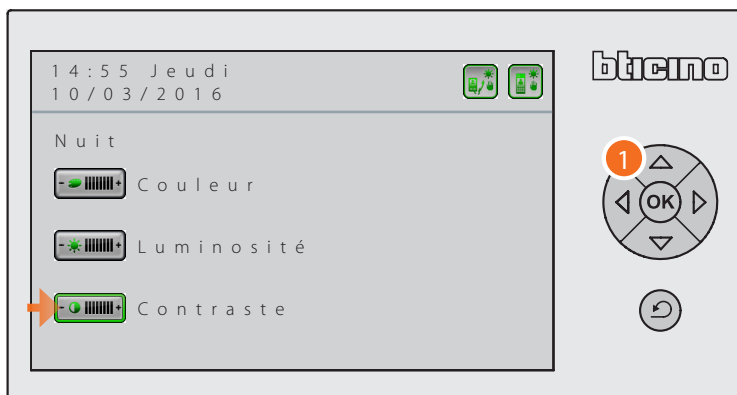 14:55 Jeudi
10/03/2016
bticino
Nuit
1
- + Couleur
OK
- + Luminosité
- + Contraste